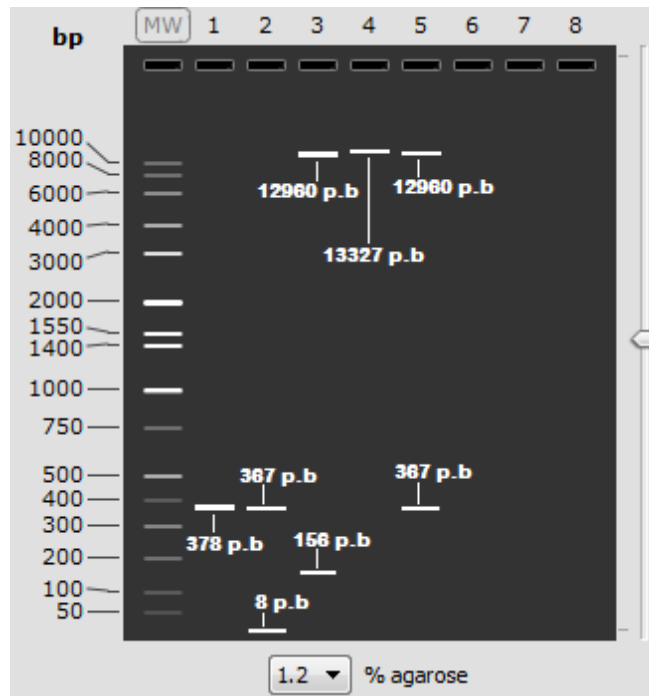 bp MW 1 2 3 4 5 6 7 8
10000
8000
12960 p.b 12960 p.b
6000
4000
13327 p.b
3000
2000
1550
1400
1000
750
500 367 p.b 367 p.b
400
300
378 p.b 156 p.b
200
100
8 p.b
50
1.2 % agarose